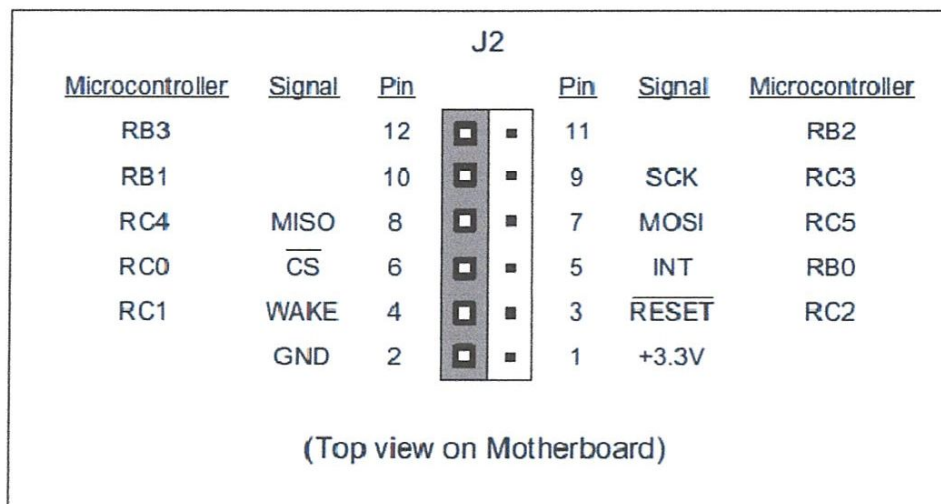 J2
Microcontroller Signal Pin Pin Signal Microcontroller
RB3 12 11 RB2
RB1 10 9 SCK RC3
RC4 MISO 8 7 MOSI RC5
RC0 C̅S̅ 6 5 INT RB0
RC1 WAKE 4 3 R̅E̅S̅E̅T̅ RC2
GND 2 1 +3.3V
(Top view on Motherboard)